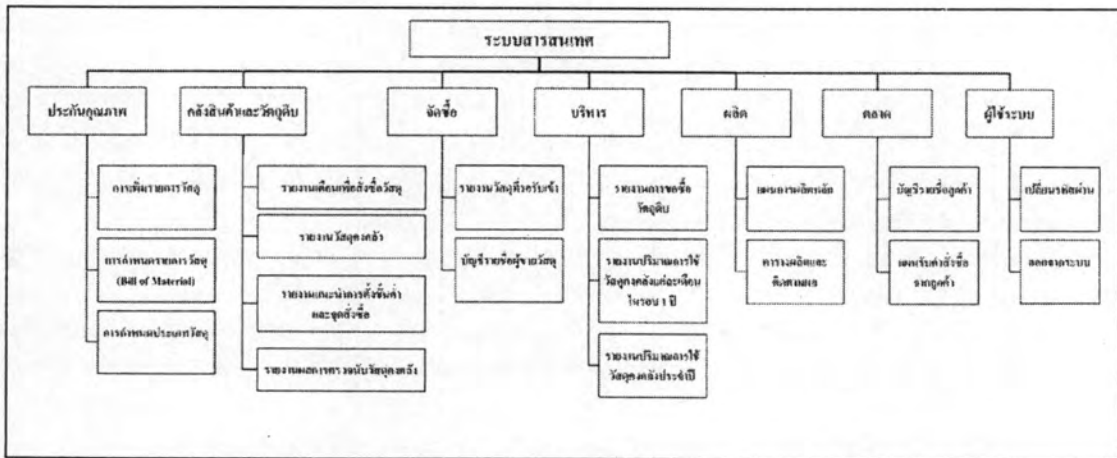 ระบบสารสนเทศ
ประกันคุณภาพ
คลังสินค้าและวัตถุดิบ
จัดซื้อ
บริหาร
ผลิต
ตลาด
ผู้ใช้ระบบ
การเพิ่มรายการวัสดุ
การกำหนดรายการวัสดุ
(Bill of Material)
การกำหนดประเภทวัสดุ
รายงานเตือนเพื่อสั่งซื้อวัสดุ
รายงานวัสดุคงคลัง
รายงานแนะนำการตั้งขั้นต่ำ
และจุดสั่งซื้อ
รายงานผลการตรวจนับวัสดุคงคลัง
รายงานวัสดุที่รอรับเข้า
บัญชีรายชื่อผู้ขายวัสดุ
รายงานการขอซื้อ
วัตถุดิบ
รายงานปริมาณการใช้
วัสดุคงคลังแต่ละเดือน
ในรอบ 1 ปี
รายงานปริมาณการใช้
วัสดุคงคลังประจำปี
แผนการผลิตหลัก
ตารางผลิตและ
ติดตามผล
บัญชีรายชื่อลูกค้า
แผนรับคำสั่งซื้อ
จากลูกค้า
เปลี่ยนรหัสผ่าน
ออกจากระบบ